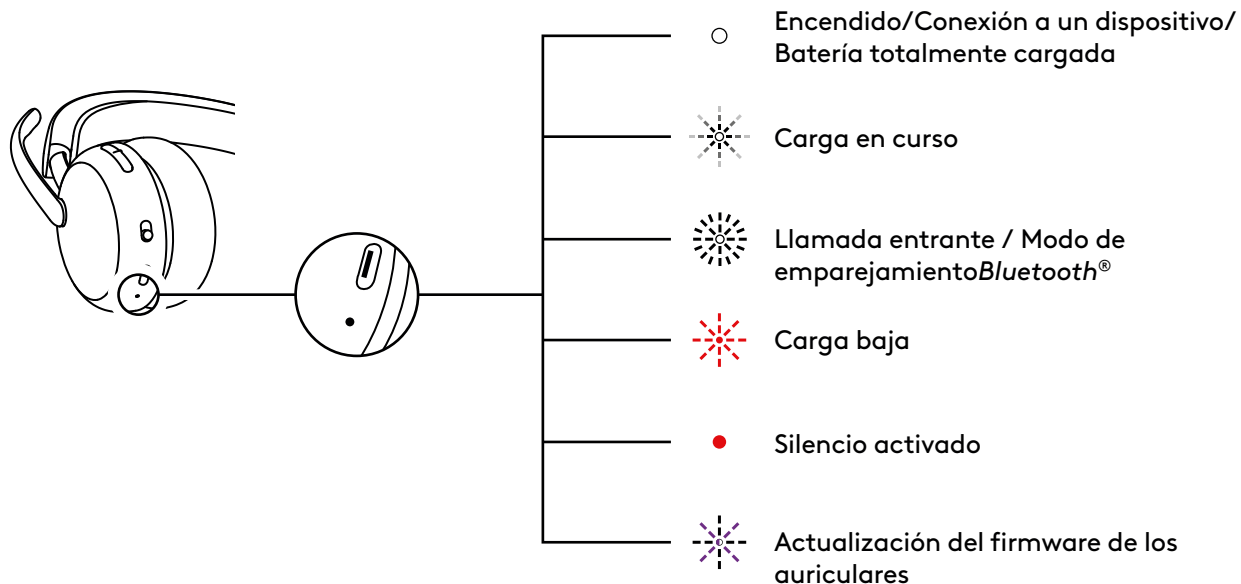 Encendido/Conexión a un dispositivo/
Batería totalmente cargada
Carga en curso
Llamada entrante / Modo de
emparejamientoBluetooth®
Carga baja
Silencio activado
Actualización del firmware de los
auriculares